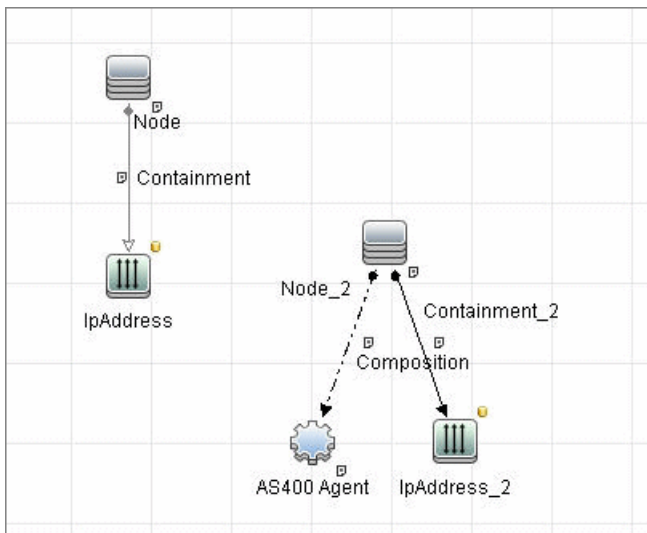 Node
Containment
IpAddress
Node_2
Containment_2
Composition
AS400 Agent
IpAddress_2